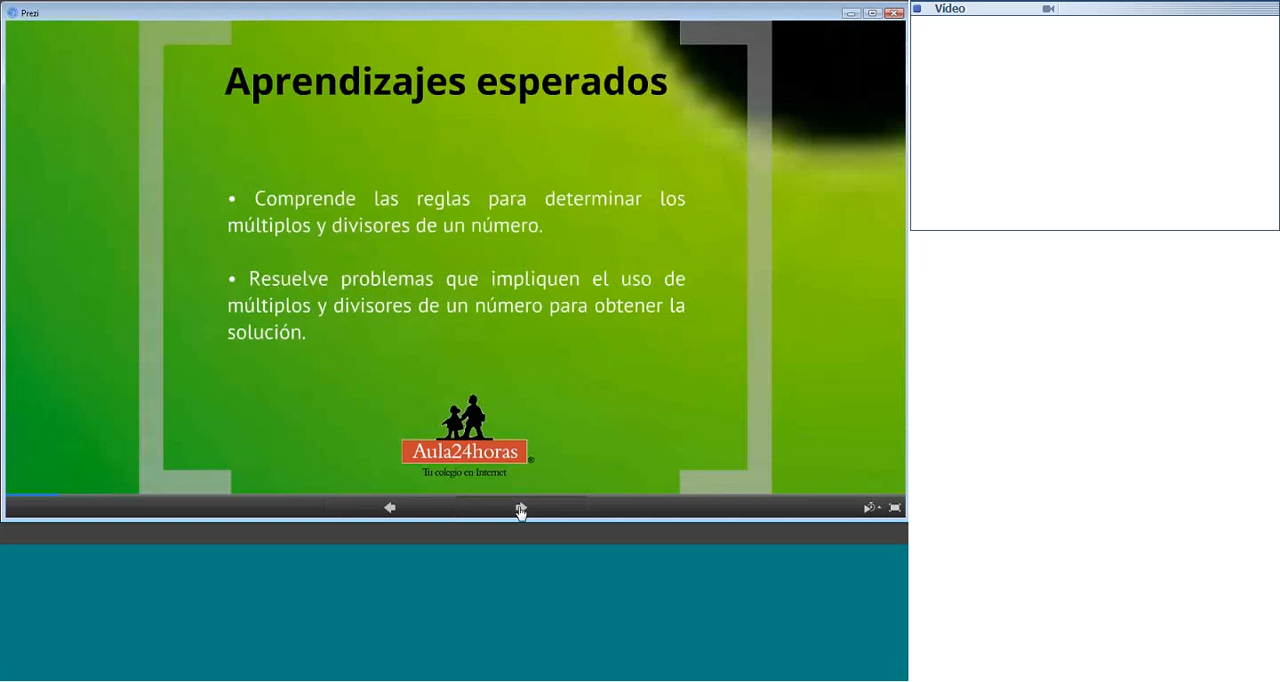 Prezi
Vídeo
Aprendizajes esperados
• Comprende las reglas para determinar los
múltiplos y divisores de un número.
• Resuelve problemas que impliquen el uso de
múltiplos y divisores de un número para obtener la
solución.
Aula24horas®
Tu colegio en Internet